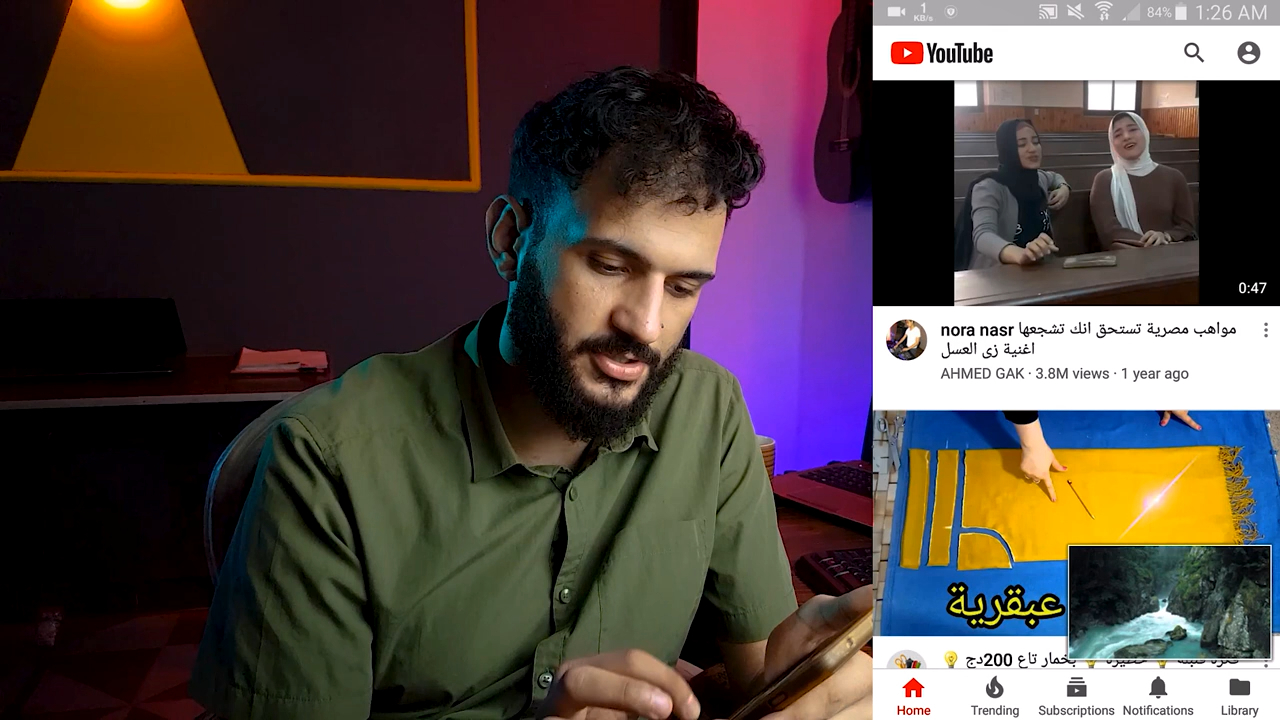 1
KB/s
84%
1:26 AM
YouTube
0:47
nora nasr مواهب مصرية تستحق انك تشجعها
اغنية زى العسل
AHMED GAK · 3.8M views · 1 year ago
عبقرية
بخمار تاع 200دج
Home
Trending
Subscriptions
Notifications
Library